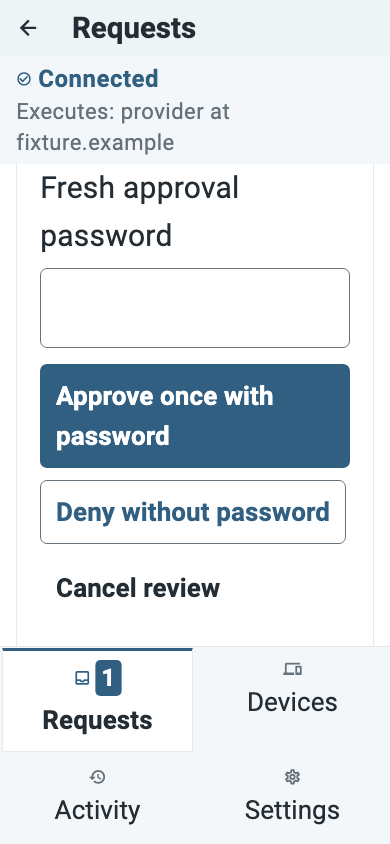 Requests
Connected
Executes: provider at
fixture.example
Fresh approval
password
Approve once with
password
Deny without password
Cancel review
1
Requests
Devices
Activity
Settings